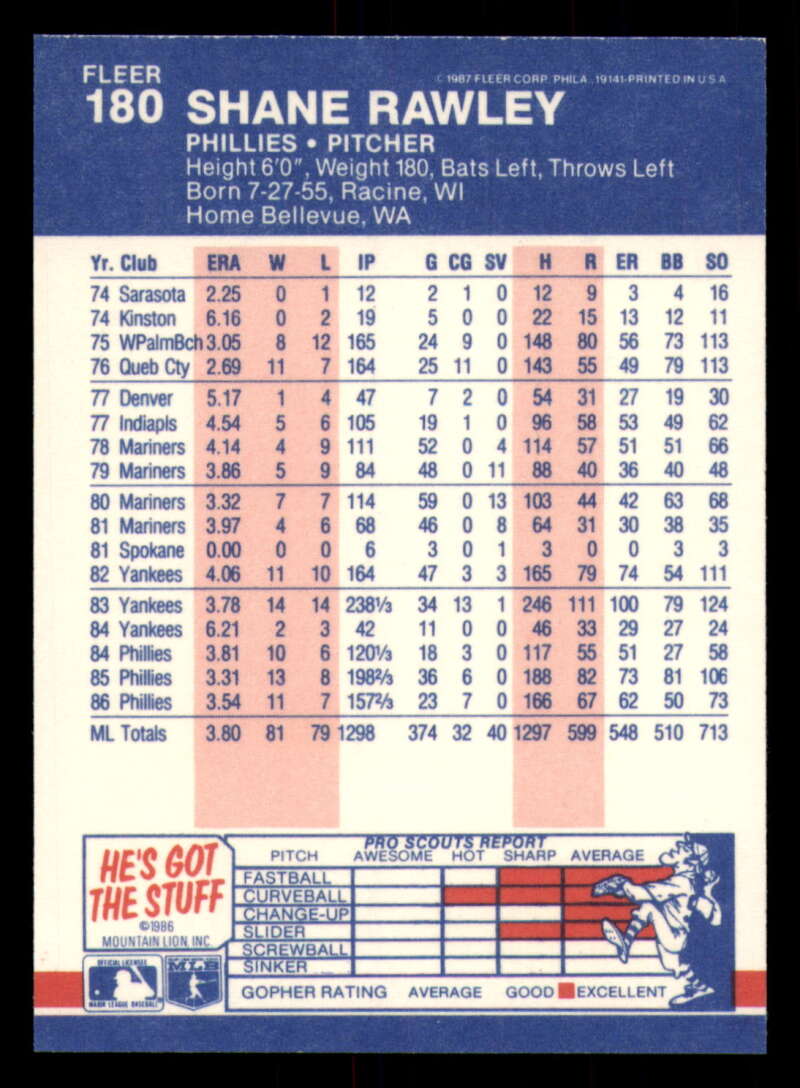 FLEER © 1987 FLEER CORP. PHILA., 19141-PRINTED IN U S A
180 SHANE RAWLEY
PHILLIES • PITCHER
Height 6'0", Weight 180, Bats Left, Throws Left
Born 7-27-55, Racine, WI
Home Bellevue, WA
Yr. Club ERA W L IP G CG SV H R ER BB SO
74 Sarasota 2.25 0 1 12 2 1 0 12 9 3 4 16
74 Kinston 6.16 0 2 19 5 0 0 22 15 13 12 11
75 WPalmBch 3.05 8 12 165 24 9 0 148 80 56 73 113
76 Queb Cty 2.69 11 7 164 25 11 0 143 55 49 79 113
77 Denver 5.17 1 4 47 7 2 0 54 31 27 19 30
77 Indiapls 4.54 5 6 105 19 1 0 96 58 53 49 62
78 Mariners 4.14 4 9 111 52 0 4 114 57 51 51 66
79 Mariners 3.86 5 9 84 48 0 11 88 40 36 40 48
80 Mariners 3.32 7 7 114 59 0 13 103 44 42 63 68
81 Mariners 3.97 4 6 68 46 0 8 64 31 30 38 35
81 Spokane 0.00 0 0 6 3 0 1 3 0 0 3 3
82 Yankees 4.06 11 10 164 47 3 3 165 79 74 54 111
83 Yankees 3.78 14 14 238⅓ 34 13 1 246 111 100 79 124
84 Yankees 6.21 2 3 42 11 0 0 46 33 29 27 24
84 Phillies 3.81 10 6 120⅓ 18 3 0 117 55 51 27 58
85 Phillies 3.31 13 8 198⅔ 36 6 0 188 82 73 81 106
86 Phillies 3.54 11 7 157⅔ 23 7 0 166 67 62 50 73
ML Totals 3.80 81 79 1298 374 32 40 1297 599 548 510 713
HE'S GOT
THE STUFF
©1986
MOUNTAIN LION, INC.
OFFICIAL LICENSEE
MAJOR LEAGUE BASEBALL
MLB
PRO SCOUTS REPORT
PITCH AWESOME HOT SHARP AVERAGE
FASTBALL
CURVEBALL
CHANGE-UP
SLIDER
SCREWBALL
SINKER
GOPHER RATING AVERAGE GOOD EXCELLENT